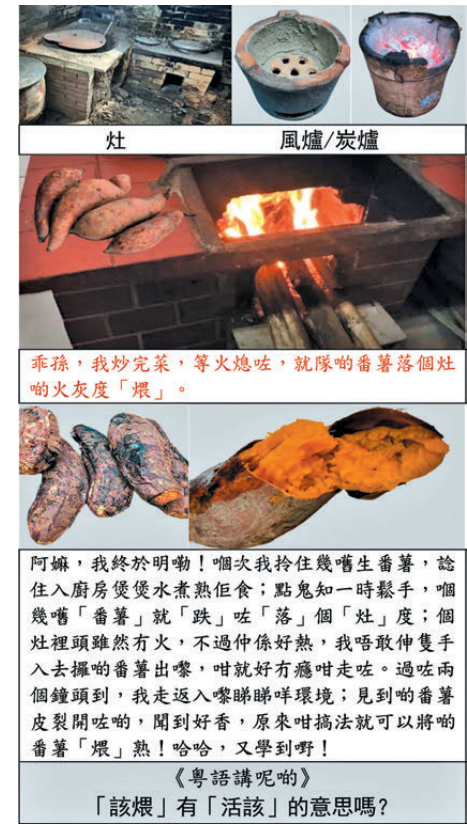 灶
風爐/炭爐
乖孫，我炒完菜，等火熄咗，就隊啲番薯落個灶
啲火灰度「煨」。
阿嫲，我終於明嘞！嗰次我拎住幾嚿生番薯，諗
住入廚房煲煲水煮熟佢食；點鬼知一時鬆手，嗰
幾嚿「番薯」就「跌」咗「落」個「灶」度；個
灶裡頭雖然冇火，不過仲係好熱，我唔敢伸隻手
入去攞啲番薯出嚟，咁就好冇癮咁走咗。過咗兩
個鐘頭到，我走返入嚟睇睇咩環境；見到啲番薯
皮裂開咗啲，聞到好香，原來咁搞法就可以將啲
番薯「煨」熟！哈哈，又學到嘢！
《粵語講呢啲》
「該煨」有「活該」的意思嗎？